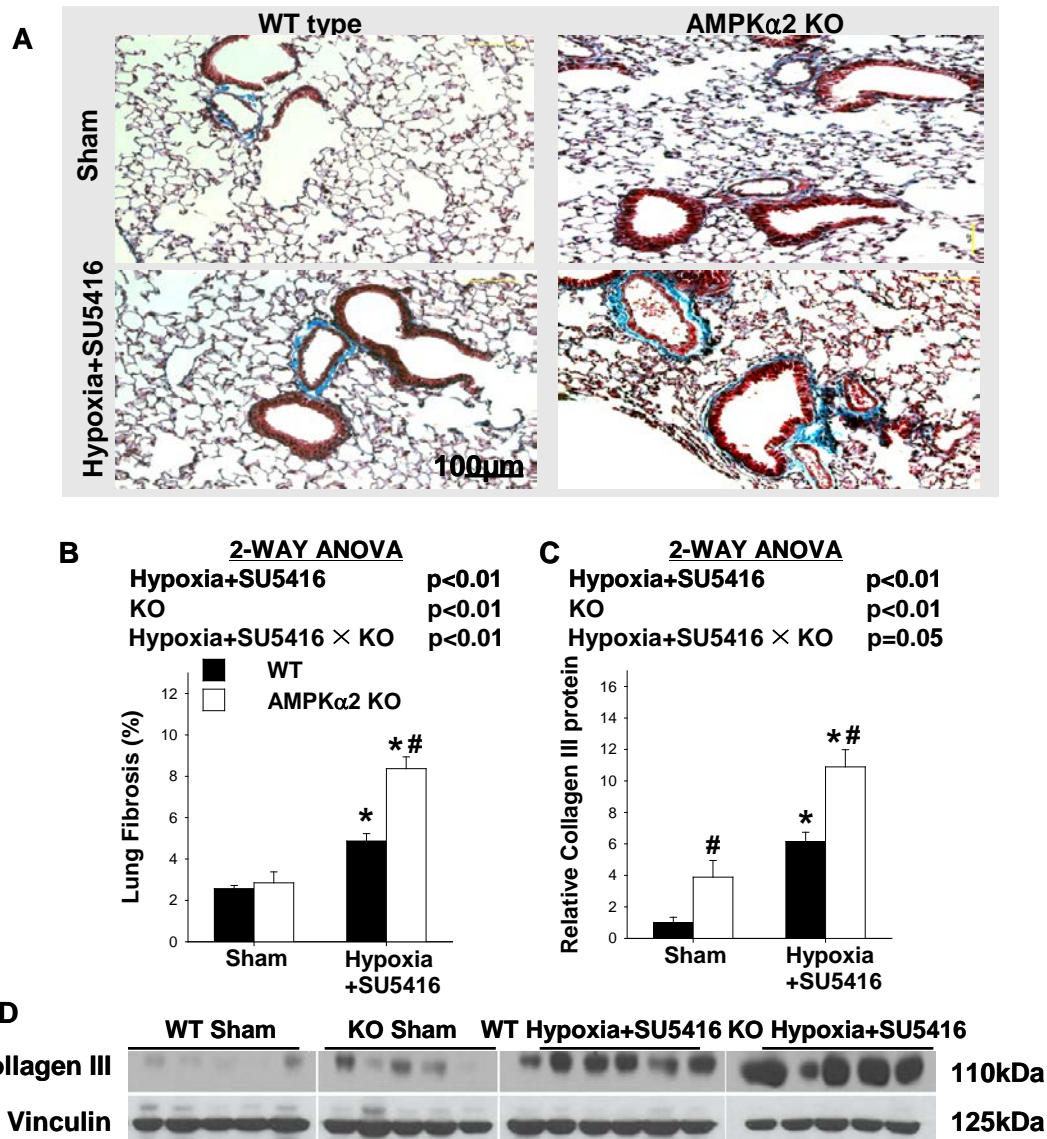 A
WT type
AMPKα2 KO
Sham
Hypoxia+SU5416
100μm
B
2-WAY ANOVA
Hypoxia+SU5416 p<0.01
KO p<0.01
Hypoxia+SU5416 × KO p<0.01
WT
AMPKα2 KO
Lung Fibrosis (%)
12
10
8
6
4
2
0
*
*#
Sham
Hypoxia
+SU5416
C
2-WAY ANOVA
Hypoxia+SU5416 p<0.01
KO p<0.01
Hypoxia+SU5416 × KO p=0.05
Relative Collagen III protein
16
14
12
10
8
6
4
2
0
#
*
*#
Sham
Hypoxia
+SU5416
D
WT Sham KO Sham WT Hypoxia+SU5416 KO Hypoxia+SU5416
ollagen III 110kDa
Vinculin 125kDa